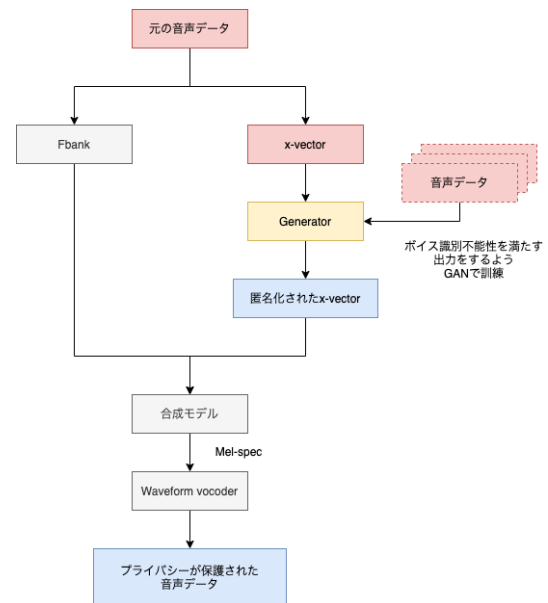 元の音声データ
Fbank
x-vector
音声データ
Generator
ボイス識別不能性を満たす
出力をするよう
GANで訓練
匿名化されたx-vector
合成モデル
Mel-spec
Waveform vocoder
プライバシーが保護された
音声データ